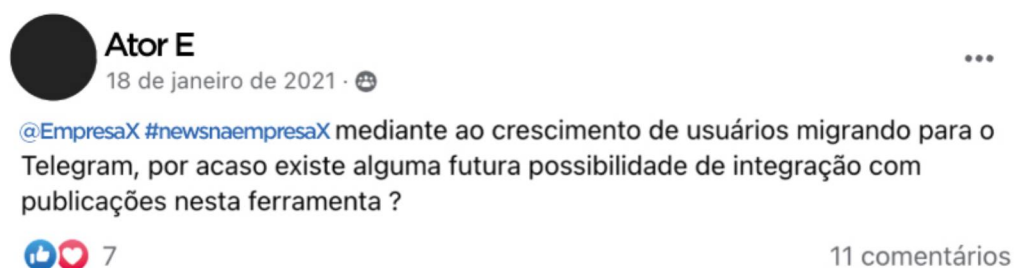 Ator E
18 de janeiro de 2021 ·
@EmpresaX #newsnaempresaX mediante ao crescimento de usuários migrando para o
Telegram, por acaso existe alguma futura possibilidade de integração com
publicações nesta ferramenta ?
7
11 comentários